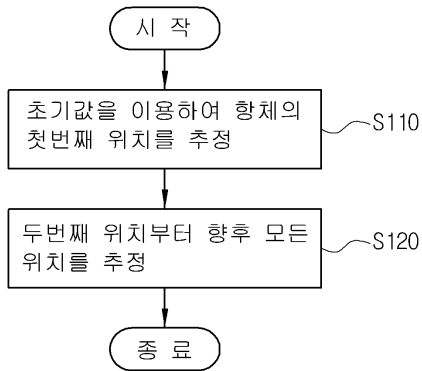 시 작
초기값을 이용하여 항체의
첫번째 위치를 추정
S110
두번째 위치부터 향후 모든
위치를 추정
S120
종 료